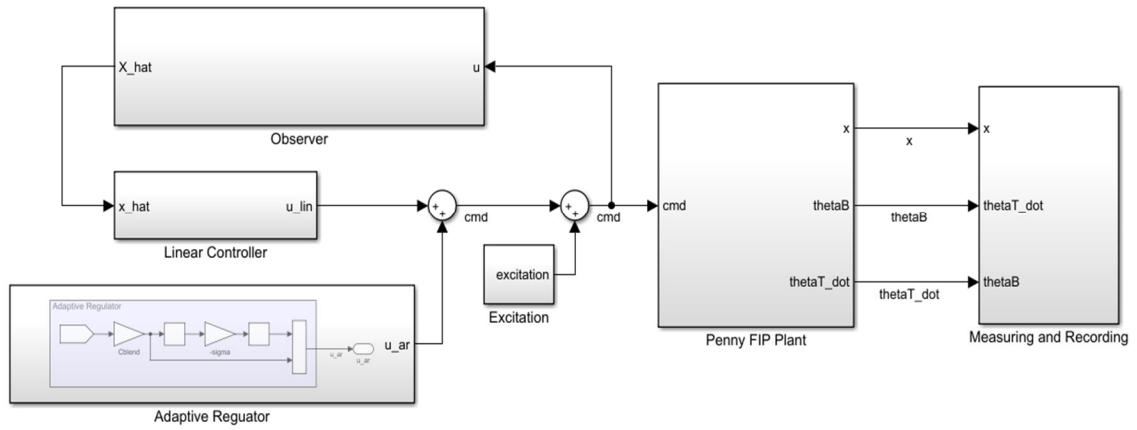 X_hat
u
Observer
x_hat
u_lin
Linear Controller
+
+
cmd
+
+
cmd
excitation
Excitation
Adaptive Regulator
Cblend
-sigma
u_ar
u_ar
u_ar
Adaptive Reguator
cmd
x
thetaB
thetaT_dot
Penny FIP Plant
x
thetaB
thetaT_dot
x
thetaT_dot
thetaB
Measuring and Recording